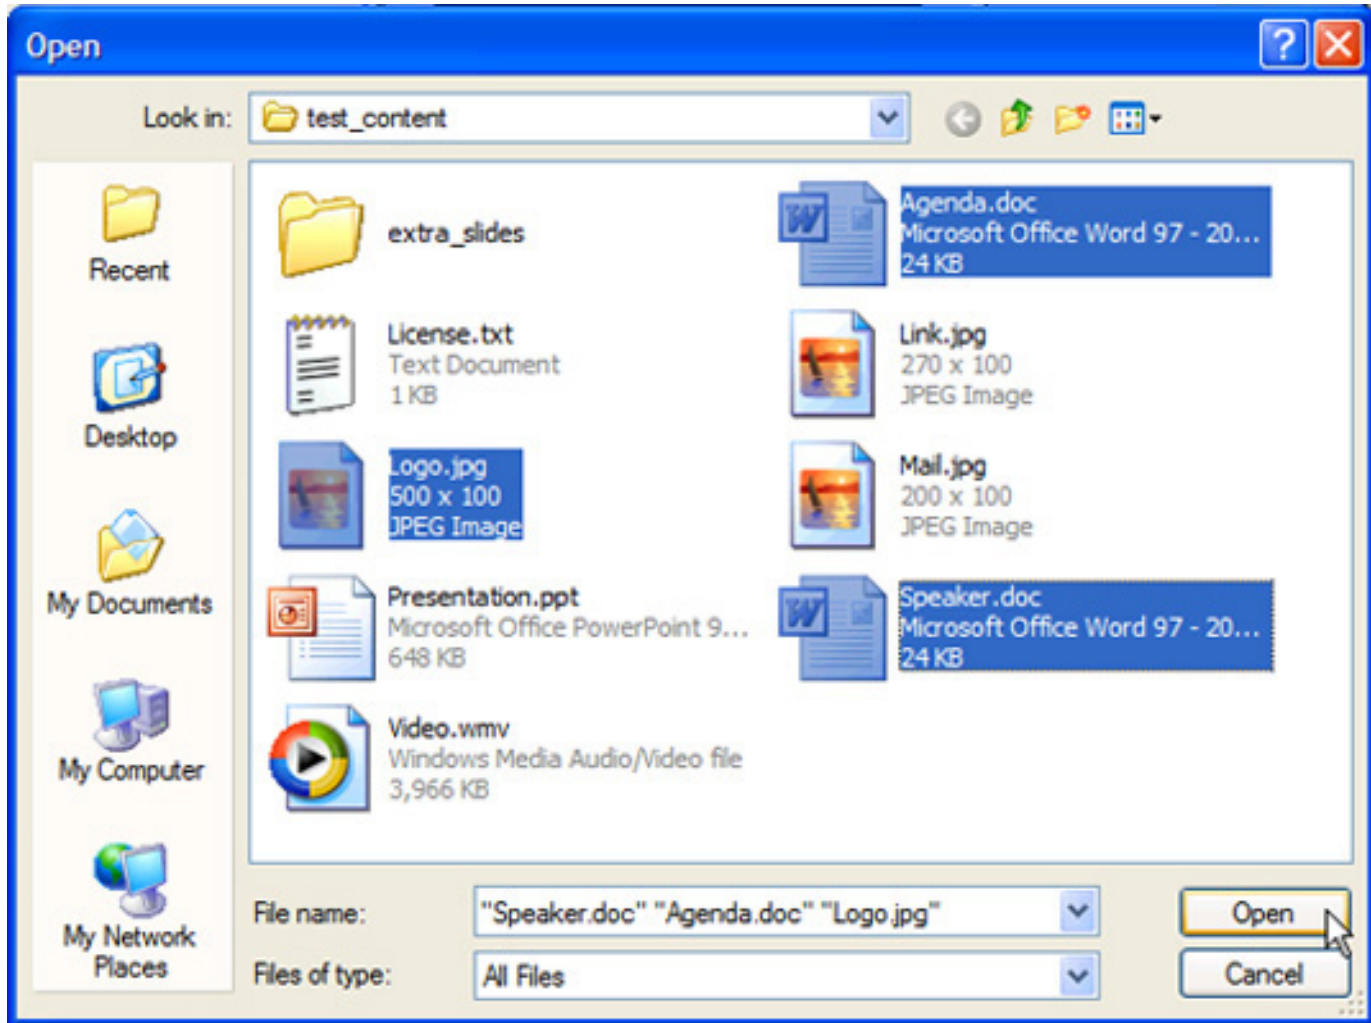 Open
Look in:
test_content
Recent
Desktop
My Documents
My Computer
My Network
Places
extra_slides
Agenda.doc
Microsoft Office Word 97 - 20...
24 KB
License.txt
Text Document
1 KB
Link.jpg
270 x 100
JPEG Image
Logo.jpg
500 x 100
JPEG Image
Mail.jpg
200 x 100
JPEG Image
Presentation.ppt
Microsoft Office PowerPoint 9...
648 KB
Speaker.doc
Microsoft Office Word 97 - 20...
24 KB
Video.wmv
Windows Media Audio/Video file
3,966 KB
File name:
"Speaker.doc" "Agenda.doc" "Logo.jpg"
Open
Files of type:
All Files
Cancel